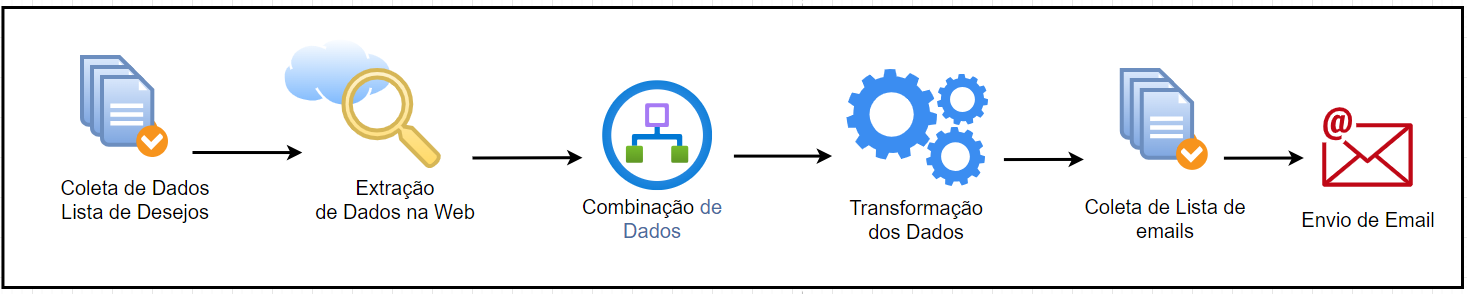 Coleta de Dados
Lista de Desejos
Extração
de Dados na Web
Combinação de
Dados
Transformação
dos Dados
Coleta de Lista de
emails
@
Envio de Email